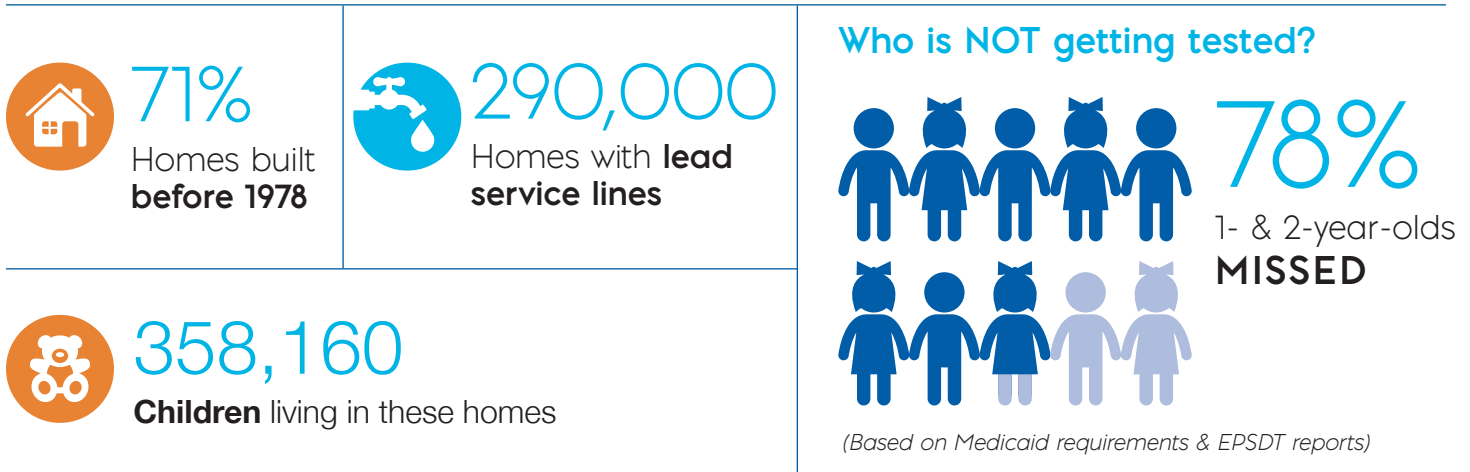 71%
Homes built
before 1978
290,000
Homes with lead
service lines
358,160
Children living in these homes
Who is NOT getting tested?
78%
1- & 2-year-olds
MISSED
(Based on Medicaid requirements & EPSDT reports)